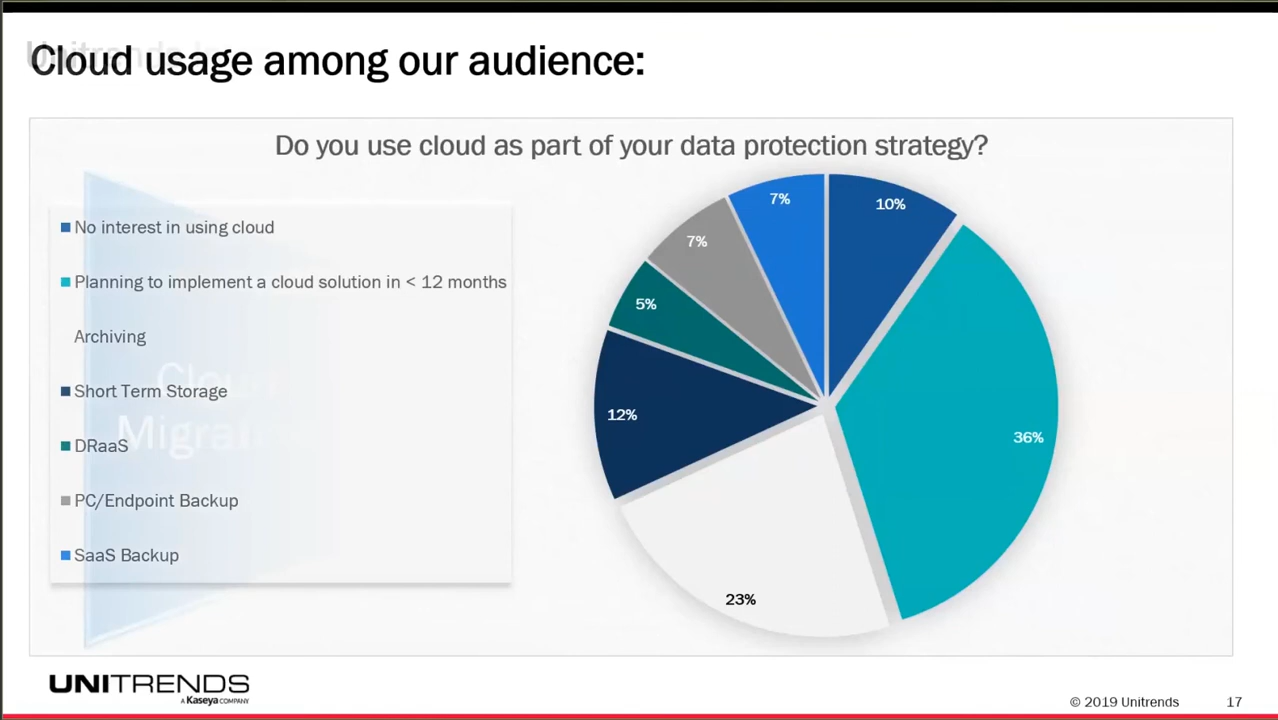 Cloud usage among our audience:
Do you use cloud as part of your data protection strategy?
No interest in using cloud
Planning to implement a cloud solution in < 12 months
Archiving
Short Term Storage
DRaaS
PC/Endpoint Backup
SaaS Backup
7%
10%
7%
5%
12%
36%
23%
Cloud
UNITRENDS
A Kaseya COMPANY
© 2019 Unitrends
17